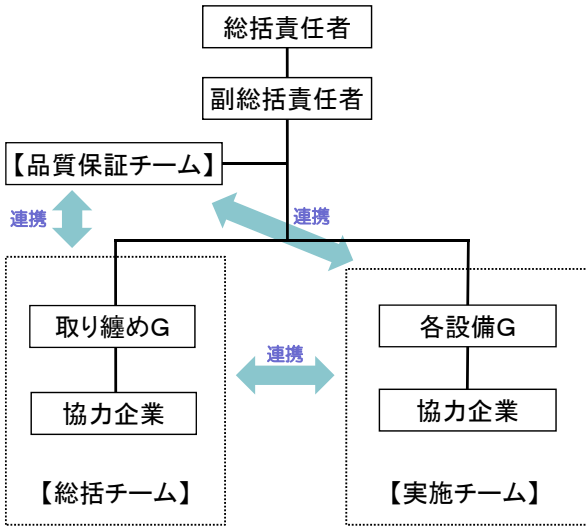 総括責任者
副総括責任者
【品質保証チーム】
連携
連携
取り纏めG
各設備G
連携
協力企業
協力企業
【総括チーム】
【実施チーム】